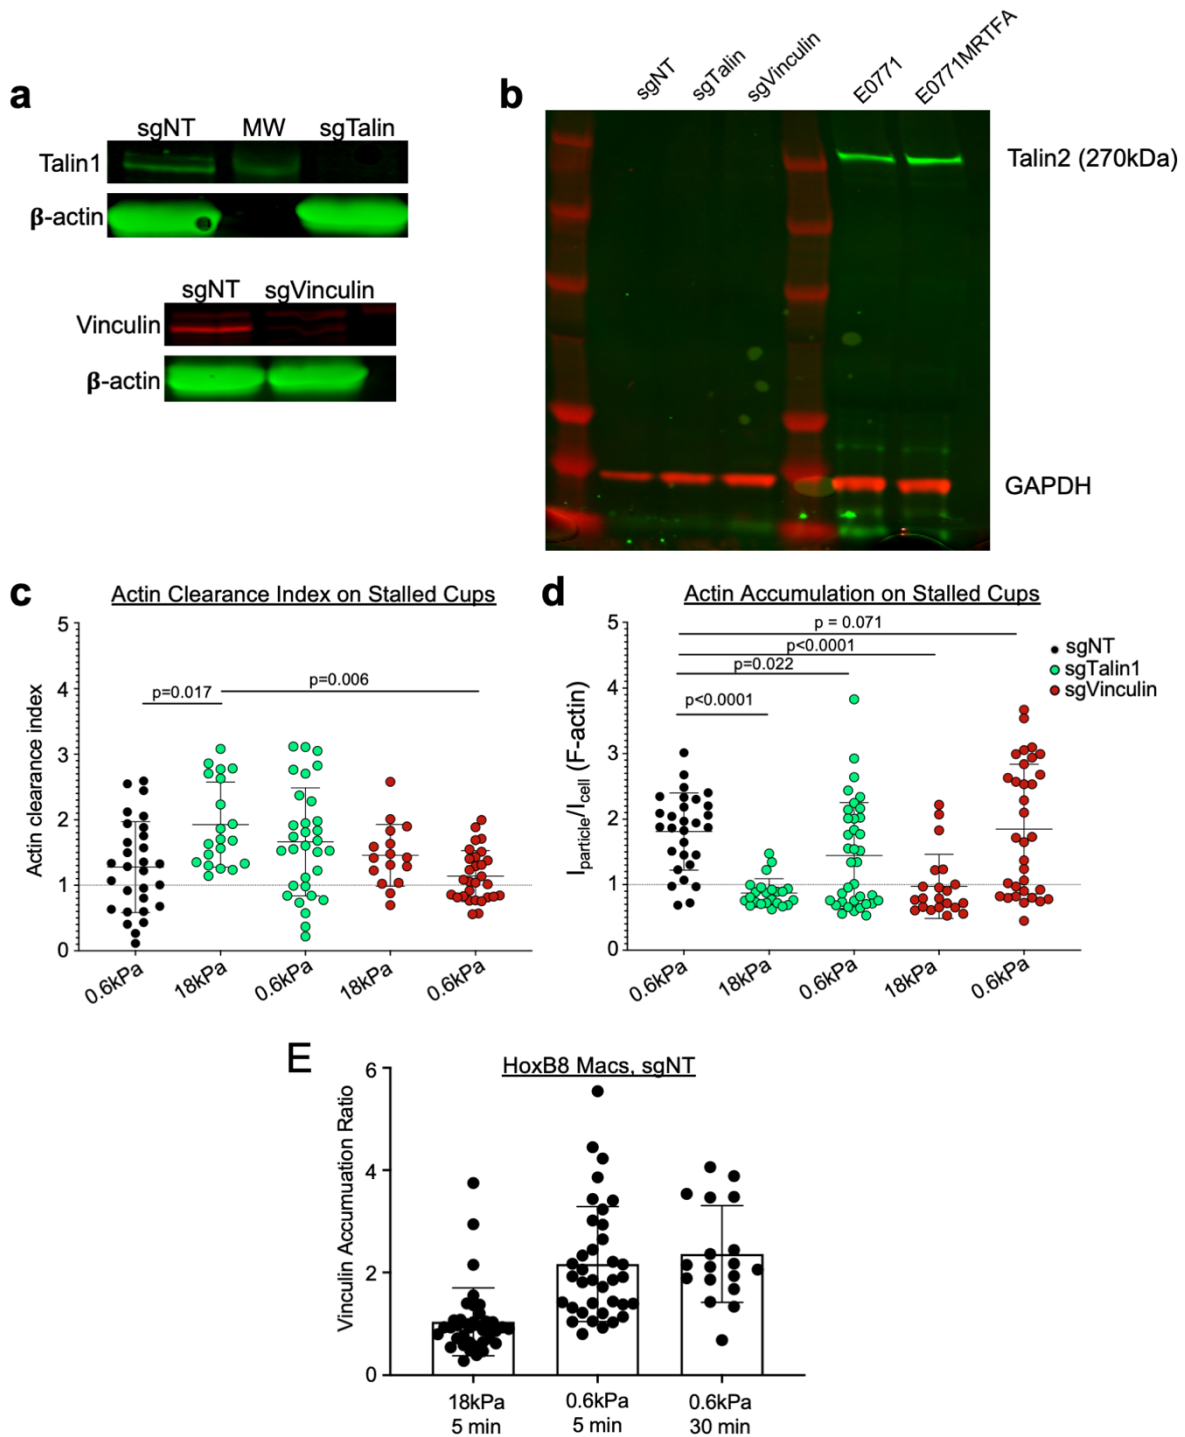 a
sgNT MW sgTalin
Talin1
β-actin
sgNT sgVinculin
Vinculin
β-actin
b
sgNT sgTalin sgVinculin E0771 E0771MRTFA
Talin2 (270kDa)
GAPDH
c
Actin Clearance Index on Stalled Cups
Actin clearance index
5
4
3
2
1
0
p=0.017
p=0.006
0.6kPa 18kPa 0.6kPa 18kPa 0.6kPa
d
Actin Accumulation on Stalled Cups
Iparticle/Icell (F-actin)
5
4
3
2
1
0
p = 0.071
p<0.0001
p=0.022
p<0.0001
sgNT
sgTalin1
sgVinculin
0.6kPa 18kPa 0.6kPa 18kPa 0.6kPa
E
HoxB8 Macs, sgNT
Vinculin Accumuation Ratio
6
4
2
0
18kPa 0.6kPa 0.6kPa
5 min 5 min 30 min